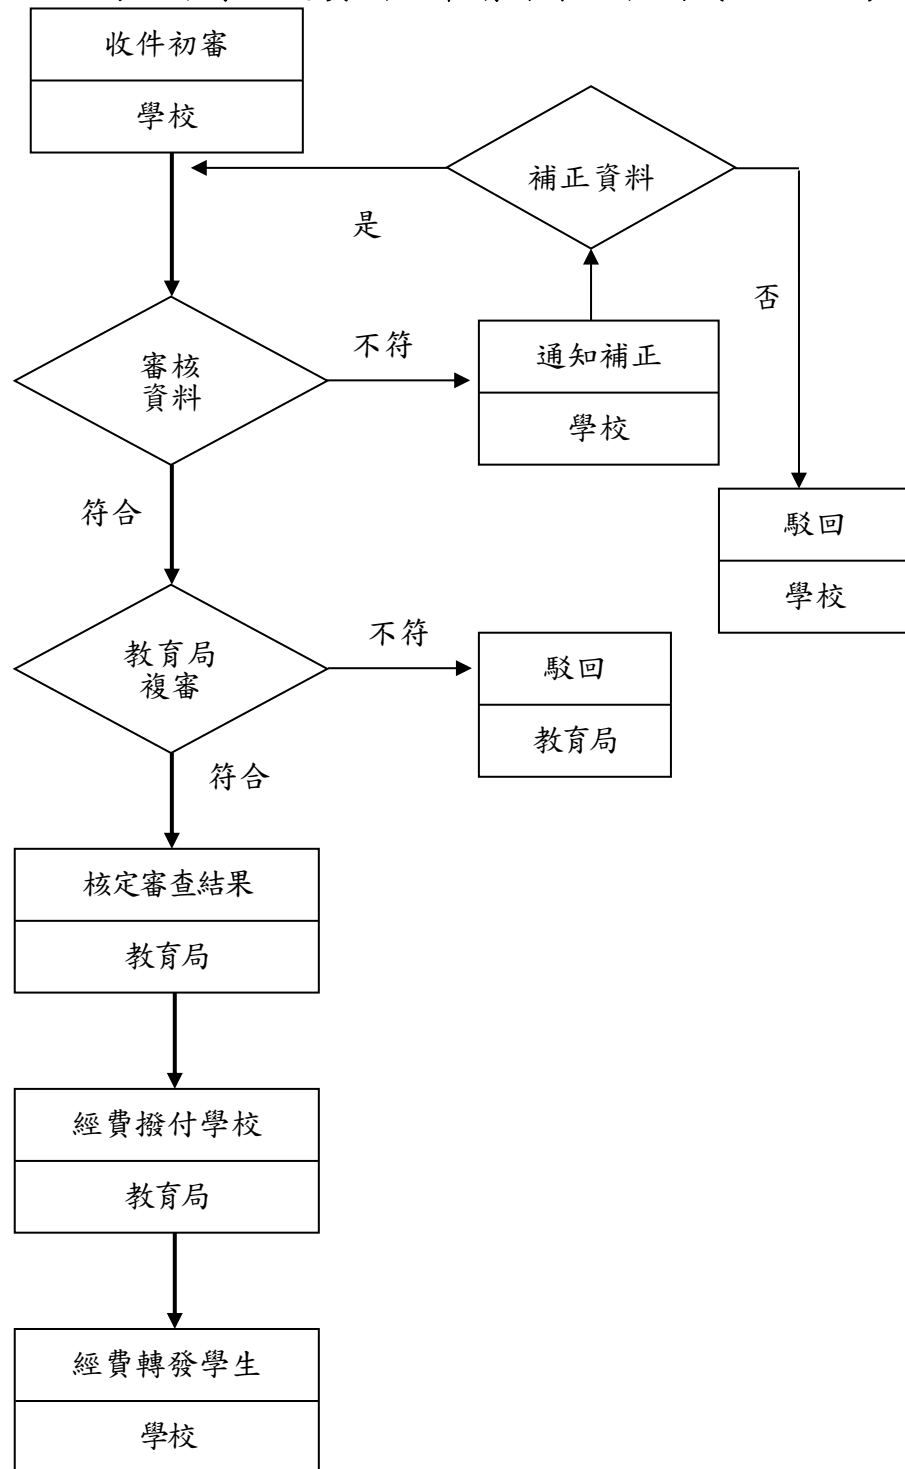 收件初審
學校
補正資料
是
否
審核
資料
不符
通知補正
學校
符合
駁回
學校
教育局
複審
不符
駁回
教育局
符合
核定審查結果
教育局
經費撥付學校
教育局
經費轉發學生
學校